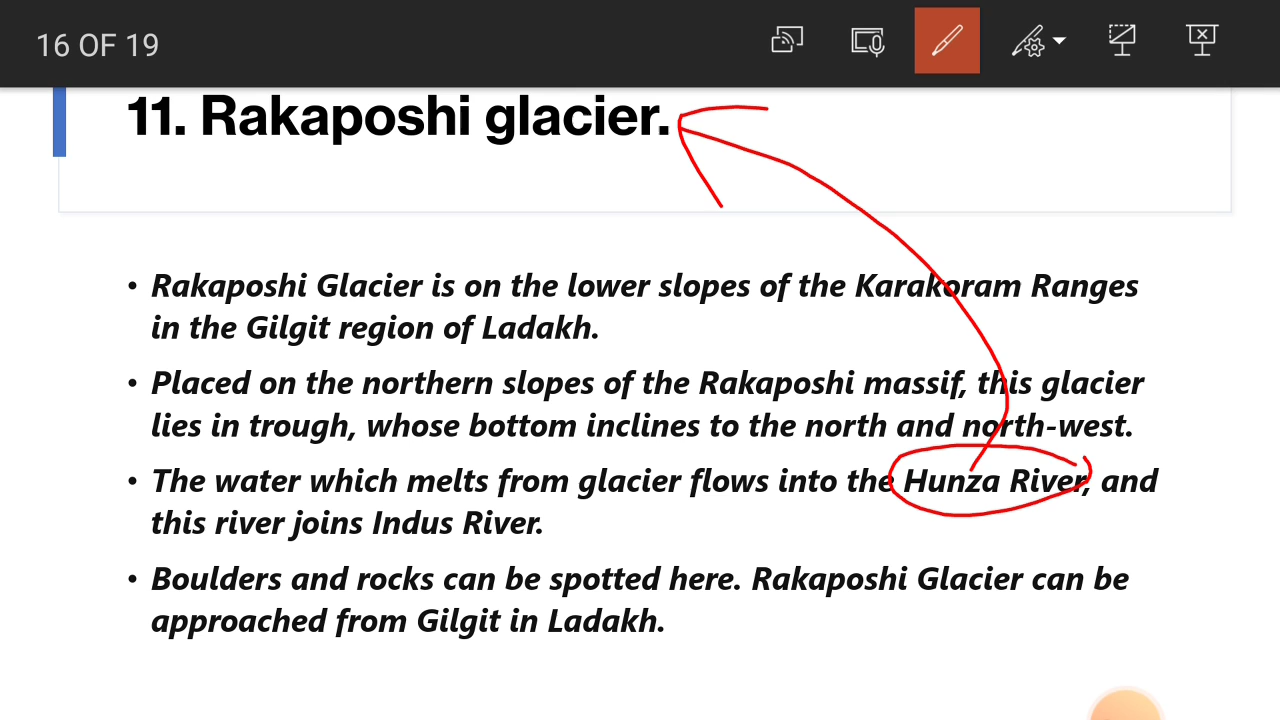 16 OF 19
11. Rakaposhi glacier.
• Rakaposhi Glacier is on the lower slopes of the Karakoram Ranges
in the Gilgit region of Ladakh.
• Placed on the northern slopes of the Rakaposhi massif, this glacier
lies in trough, whose bottom inclines to the north and north-west.
• The water which melts from glacier flows into the Hunza River, and
this river joins Indus River.
• Boulders and rocks can be spotted here. Rakaposhi Glacier can be
approached from Gilgit in Ladakh.